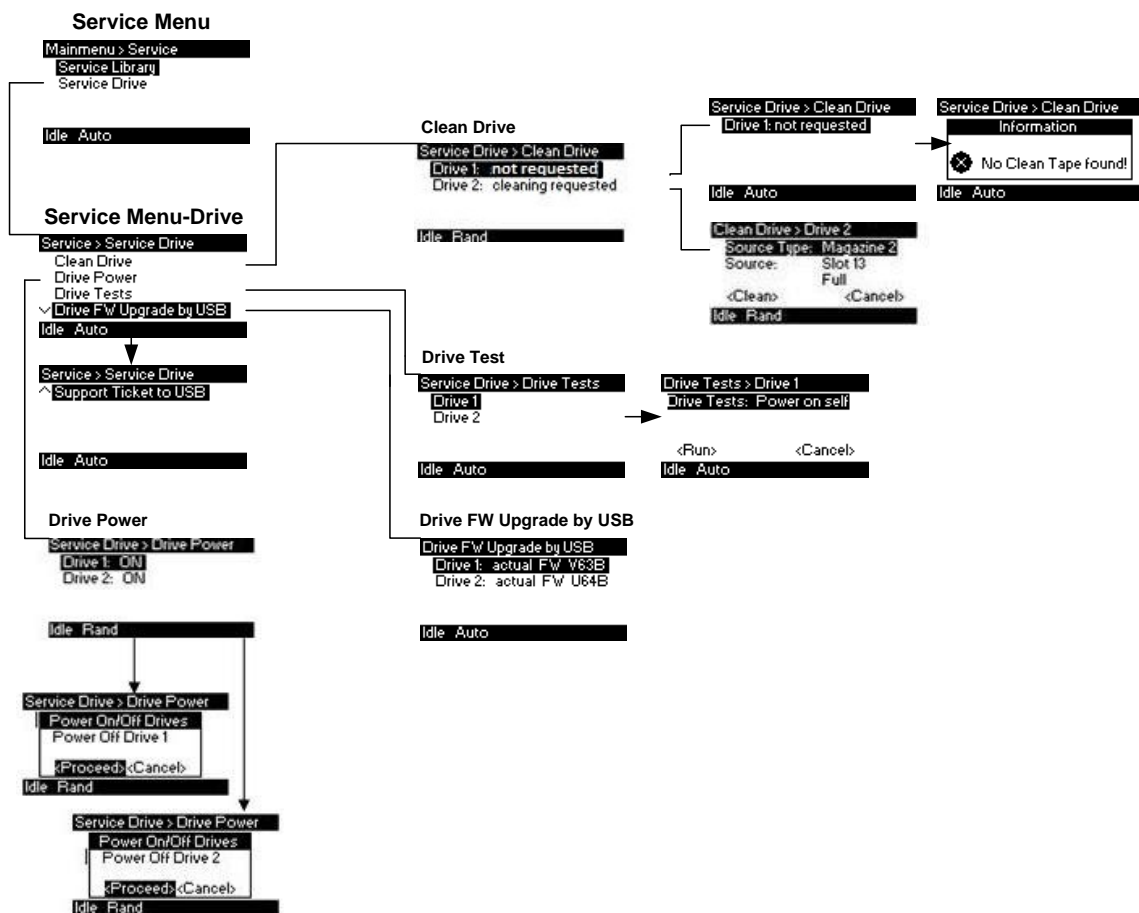 Service Menu
Mainmenu > Service
Service Library
Service Drive
Idle Auto
Service Menu-Drive
Service > Service Drive
Clean Drive
Drive Power
Drive Tests
Drive FW Upgrade by USB
Idle Auto
Service > Service Drive
Support Ticket to USB
Idle Auto
Drive Power
Service Drive > Drive Power
Drive 1: ON
Drive 2: ON
Idle Rand
Service Drive > Drive Power
Power On/Off Drives
Power Off Drive 1
<Proceed> <Cancel>
Idle Rand
Service Drive > Drive Power
Power On/Off Drives
Power Off Drive 2
<Proceed> <Cancel>
Idle Rand
Clean Drive
Service Drive > Clean Drive
Drive 1: not requested
Drive 2: cleaning requested
Idle Rand
Service Drive > Clean Drive
Drive 1: not requested
Idle Auto
Service Drive > Clean Drive
Information
No Clean Tape found!
Idle Auto
Clean Drive > Drive 2
Source Type: Magazine 2
Source: Slot 13
Full
<Clean> <Cancel>
Idle Rand
Drive Test
Service Drive > Drive Tests
Drive 1
Drive 2
Idle Auto
Drive Tests > Drive 1
Drive Tests: Power on self
<Run> <Cancel>
Idle Auto
Drive FW Upgrade by USB
Drive FW Upgrade by USB
Drive 1: actual FW V63B
Drive 2: actual FW U64B
Idle Auto